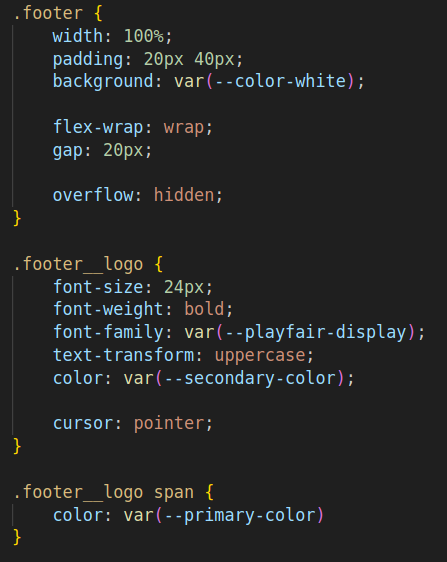 .footer {
    width: 100%;
    padding: 20px 40px;
    background: var(--color-white);

    flex-wrap: wrap;
    gap: 20px;

    overflow: hidden;
}

.footer__logo {
    font-size: 24px;
    font-weight: bold;
    font-family: var(--playfair-display);
    text-transform: uppercase;
    color: var(--secondary-color);

    cursor: pointer;
}

.footer__logo span {
    color: var(--primary-color)
}